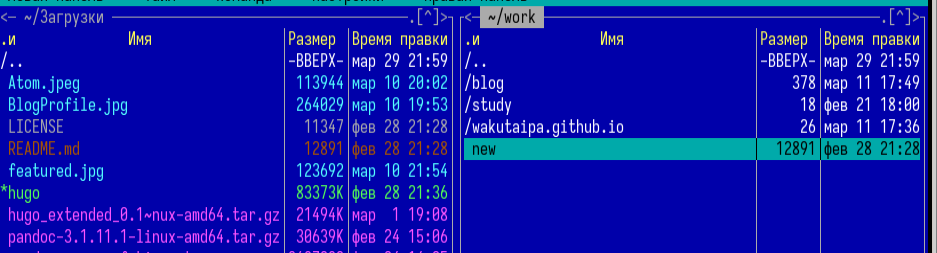 <─ ~/Загрузки .[^]>
.и Имя Размер Время правки
/.. -ВВЕРХ- мар 29 21:59
Atom.jpeg 113944 мар 10 20:02
BlogProfile.jpg 264029 мар 10 19:53
LICENSE 11347 фев 28 21:28
README.md 12891 фев 28 21:28
featured.jpg 123692 мар 10 21:54
*hugo 83373K фев 28 21:36
hugo_extended_0.1~nux-amd64.tar.gz 21494K мар 1 19:08
pandoc-3.1.11.1-linux-amd64.tar.gz 30639K фев 24 15:06
<─ ~/work .[^]>
.и Имя Размер Время правки
/.. -ВВЕРХ- мар 29 21:59
/blog 378 мар 11 17:49
/study 18 фев 21 18:00
/wakutaipa.github.io 26 мар 11 17:36
new 12891 фев 28 21:28